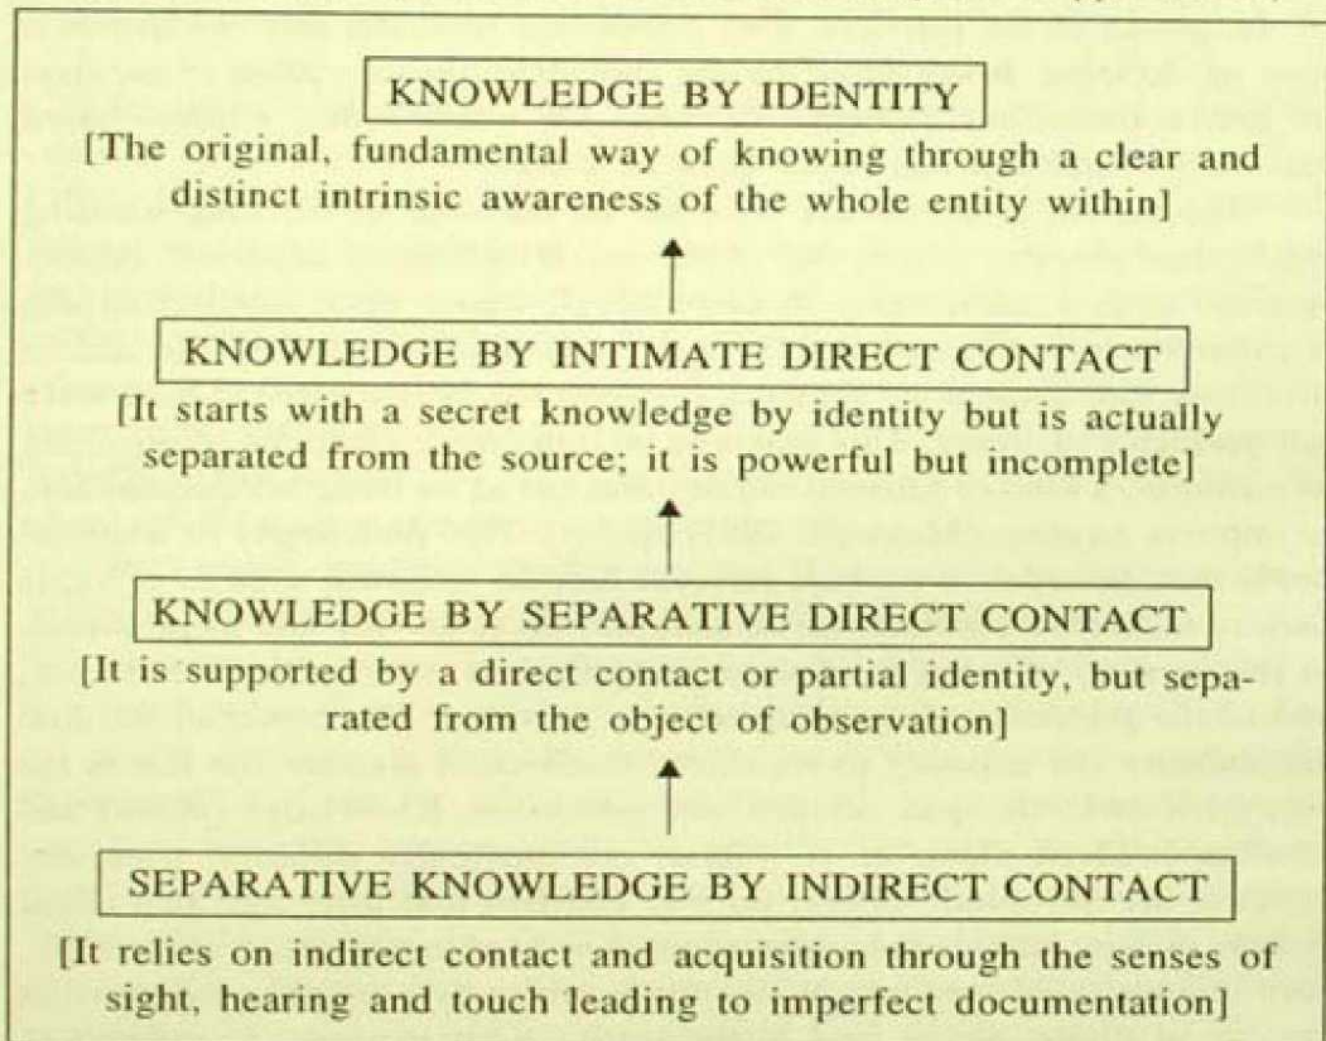 KNOWLEDGE BY IDENTITY
[The original, fundamental way of knowing through a clear and
distinct intrinsic awareness of the whole entity within]
KNOWLEDGE BY INTIMATE DIRECT CONTACT
[It starts with a secret knowledge by identity but is actually
separated from the source; it is powerful but incomplete]
KNOWLEDGE BY SEPARATIVE DIRECT CONTACT
[It is supported by a direct contact or partial identity, but sepa-
rated from the object of observation]
SEPARATIVE KNOWLEDGE BY INDIRECT CONTACT
[It relies on indirect contact and acquisition through the senses of
sight, hearing and touch leading to imperfect documentation]